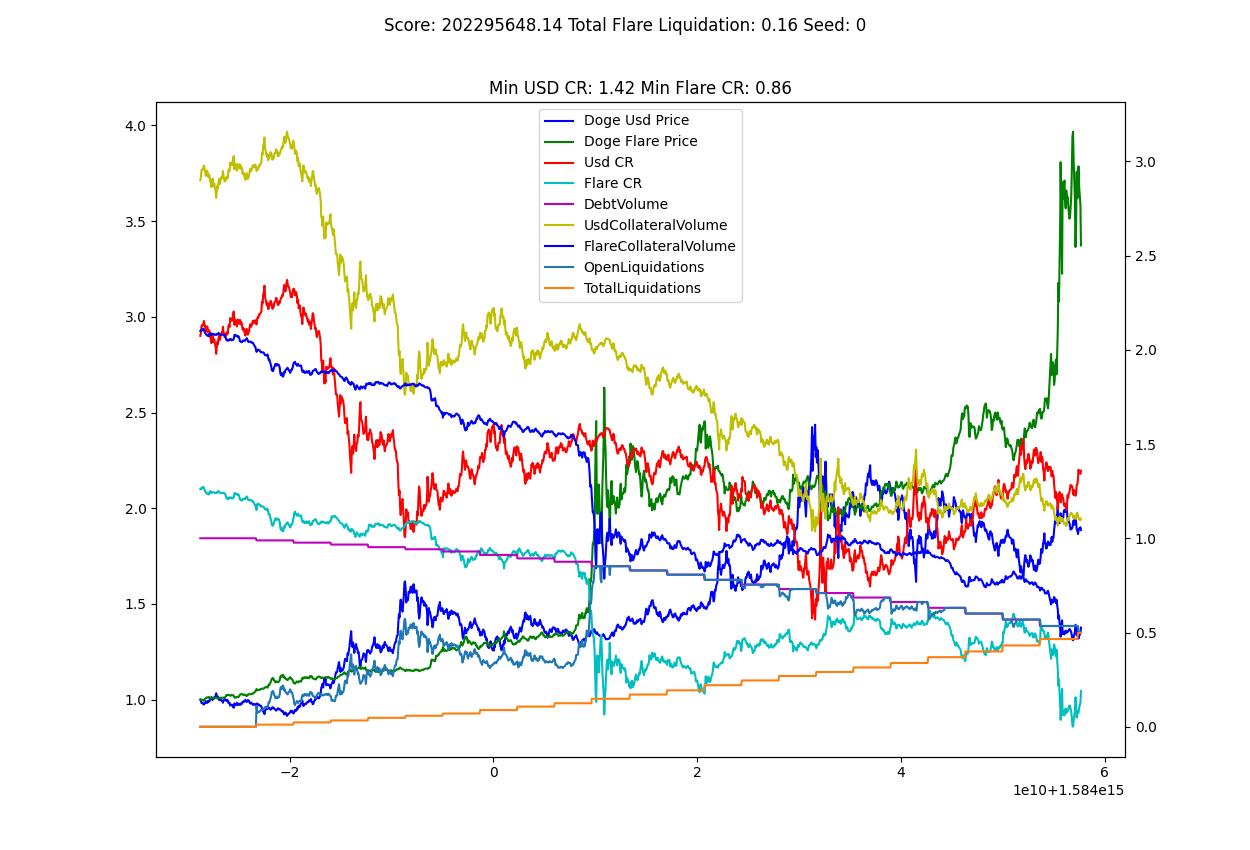 Score: 202295648.14 Total Flare Liquidation: 0.16 Seed: 0
Min USD CR: 1.42 Min Flare CR: 0.86
4.0
3.5
3.0
2.5
2.0
1.5
1.0
Doge Usd Price
Doge Flare Price
Usd CR
Flare CR
DebtVolume
UsdCollateralVolume
FlareCollateralVolume
OpenLiquidations
TotalLiquidations
3.0
2.5
2.0
1.5
1.0
0.5
0.0
−2 0 2 4 6
1e10+1.584e15